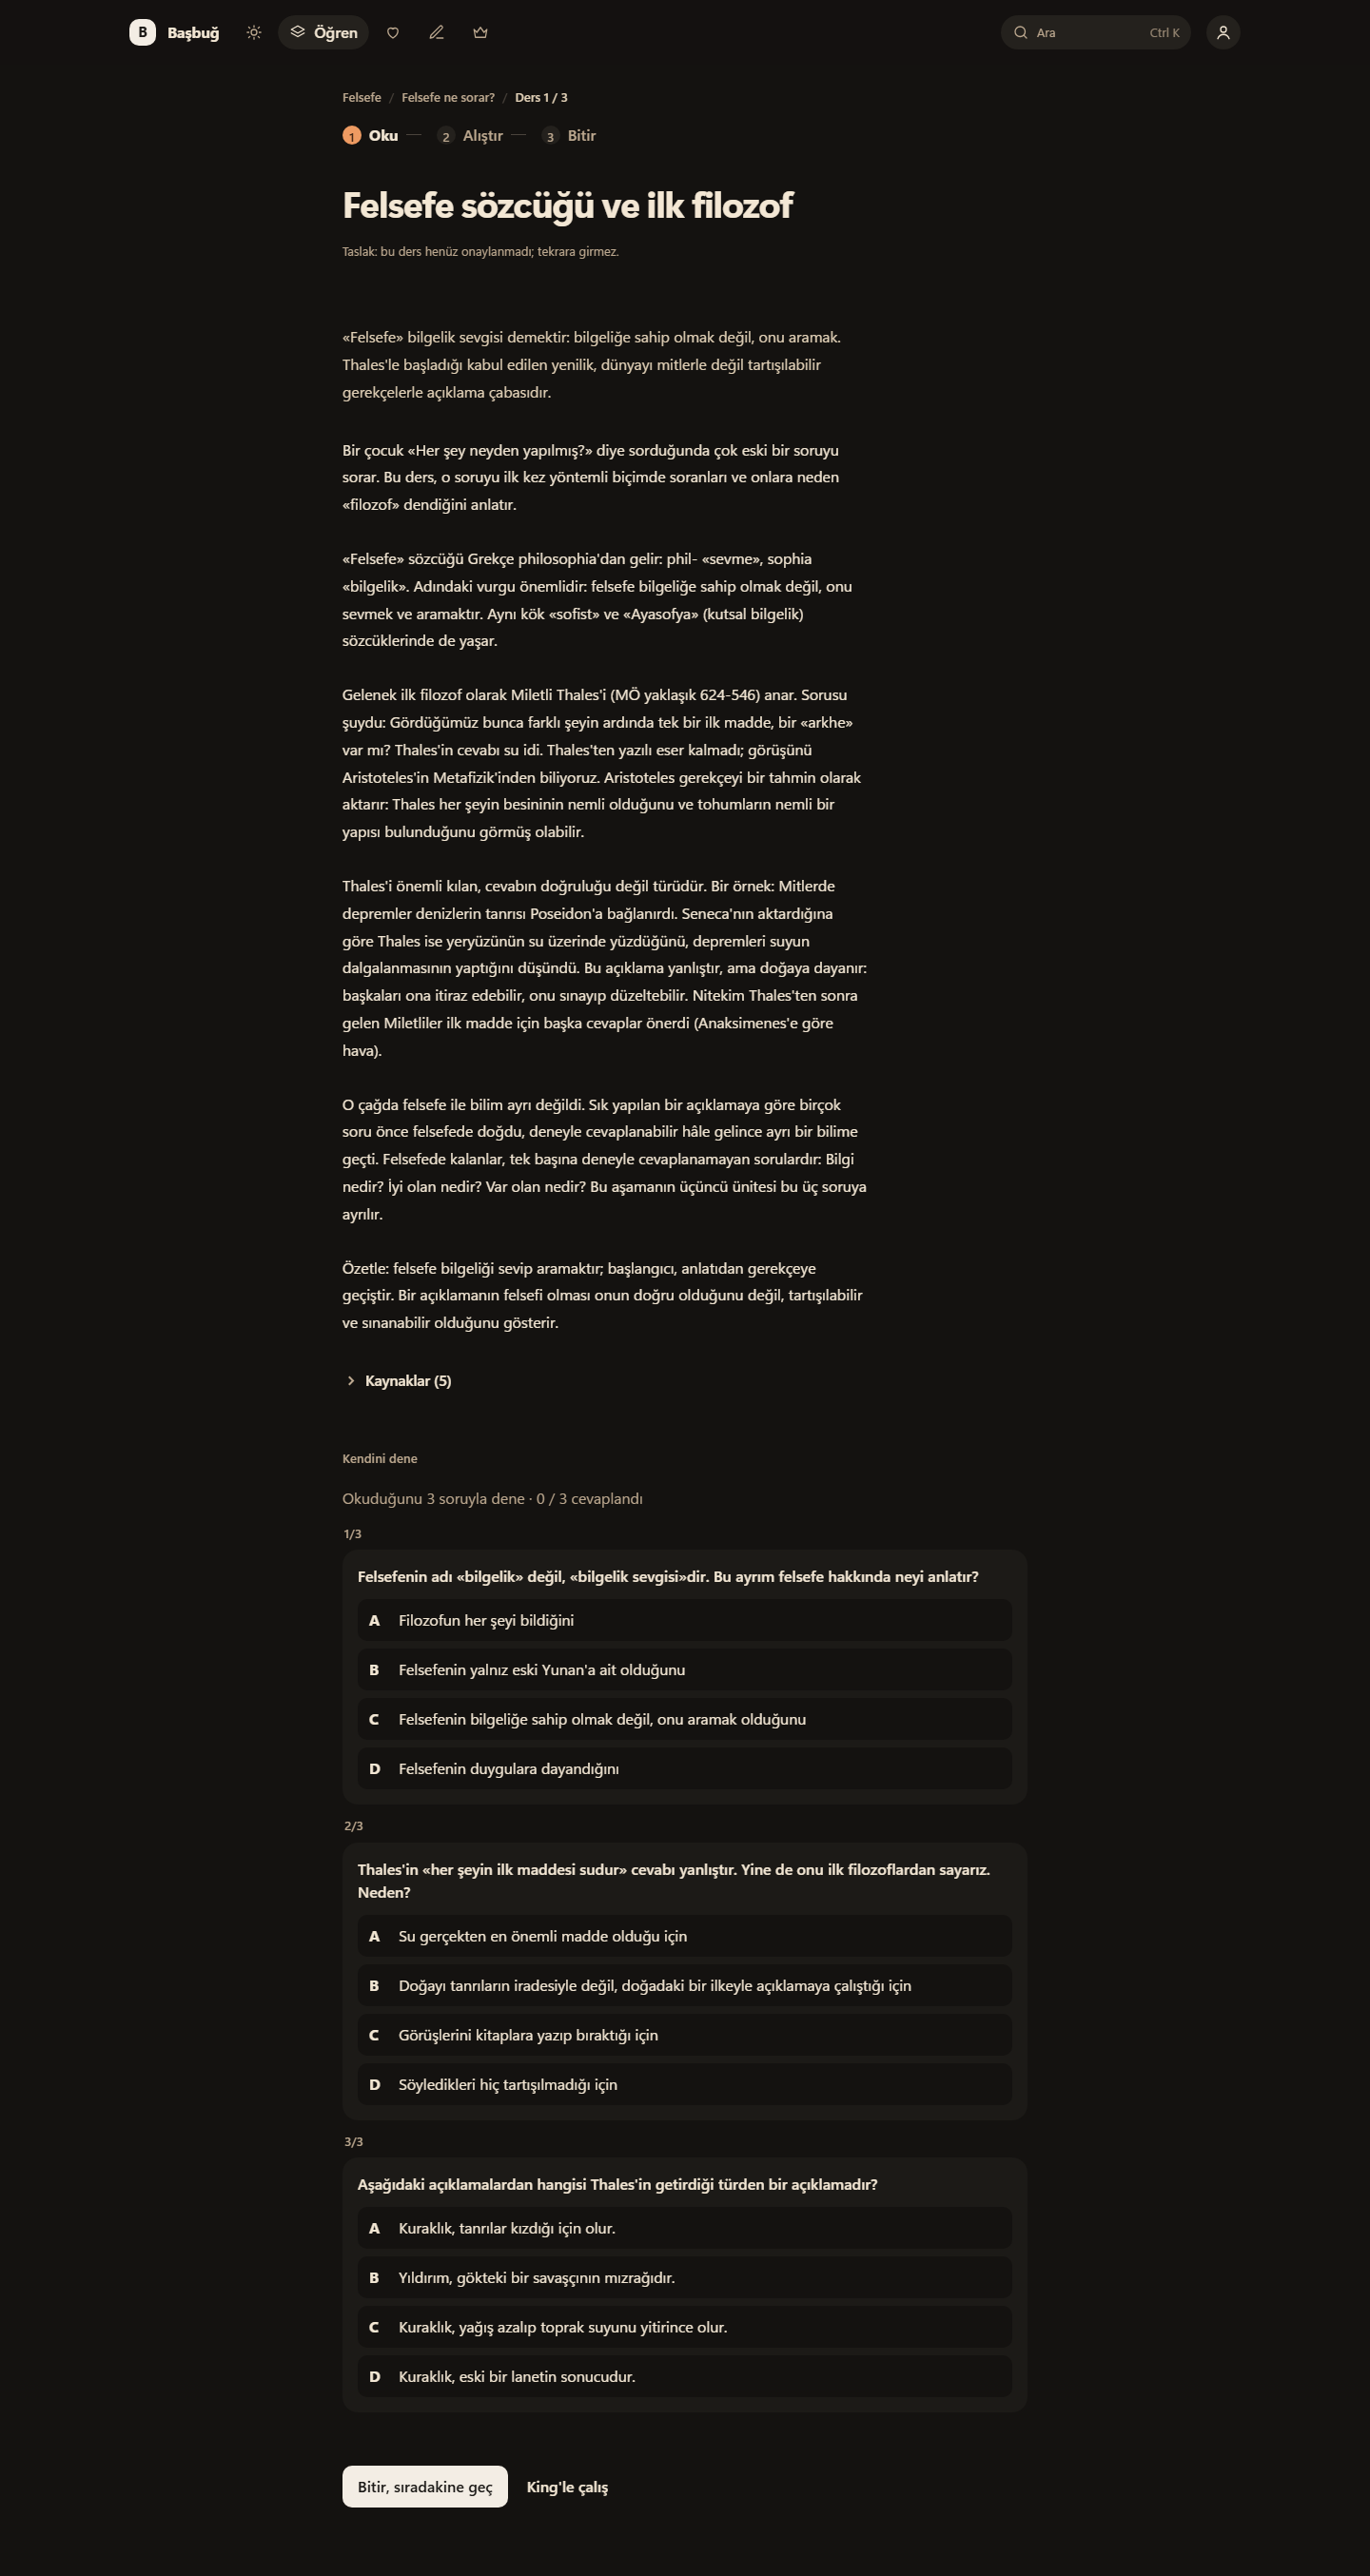 B Başbuğ Öğren Ara Ctrl K
Felsefe / Felsefe ne sorar? / Ders 1 / 3
1 Oku 2 Alıştır 3 Bitir
Felsefe sözcüğü ve ilk filozof
Taslak: bu ders henüz onaylanmadı; tekrara girmez.
«Felsefe» bilgelik sevgisi demektir: bilgeliğe sahip olmak değil, onu aramak.
Thales'le başladığı kabul edilen yenilik, dünyayı mitlerle değil tartışılabilir
gerekçelerle açıklama çabasıdır.
Bir çocuk «Her şey neyden yapılmış?» diye sorduğunda çok eski bir soruyu
sorar. Bu ders, o soruyu ilk kez yöntemli biçimde soranları ve onlara neden
«filozof» dendiğini anlatır.
«Felsefe» sözcüğü Grekçe philosophia'dan gelir: phil- «sevme», sophia
«bilgelik». Adındaki vurgu önemlidir: felsefe bilgeliğe sahip olmak değil, onu
sevmek ve aramaktır. Aynı kök «sofist» ve «Ayasofya» (kutsal bilgelik)
sözcüklerinde de yaşar.
Gelenek ilk filozof olarak Miletli Thales'i (MÖ yaklaşık 624-546) anar. Sorusu
şuydu: Gördüğümüz bunca farklı şeyin ardında tek bir ilk madde, bir «arkhe»
var mı? Thales'in cevabı su idi. Thales'ten yazılı eser kalmadı; görüşünü
Aristoteles'in Metafizik'inden biliyoruz. Aristoteles gerekçeyi bir tahmin olarak
aktarır: Thales her şeyin besininin nemli olduğunu ve tohumların nemli bir
yapısı bulunduğunu görmüş olabilir.
Thales'i önemli kılan, cevabın doğruluğu değil türüdür. Bir örnek: Mitlerde
depremler denizlerin tanrısı Poseidon'a bağlanırdı. Seneca'nın aktardığına
göre Thales ise yeryüzünün su üzerinde yüzdüğünü, depremleri suyun
dalgalanmasının yaptığını düşündü. Bu açıklama yanlıştır, ama doğaya dayanır:
başkaları ona itiraz edebilir, onu sınayıp düzeltebilir. Nitekim Thales'ten sonra
gelen Miletliler ilk madde için başka cevaplar önerdi (Anaksimenes'e göre
hava).
O çağda felsefe ile bilim ayrı değildi. Sık yapılan bir açıklamaya göre birçok
soru önce felsefede doğdu, deneyle cevaplanabilir hâle gelince ayrı bir bilime
geçti. Felsefede kalanlar, tek başına deneyle cevaplanamayan sorulardır: Bilgi
nedir? İyi olan nedir? Var olan nedir? Bu aşamanın üçüncü ünitesi bu üç soruya
ayrılır.
Özetle: felsefe bilgeliği sevip aramaktır; başlangıcı, anlatıdan gerekçeye
geçiştir. Bir açıklamanın felsefi olması onun doğru olduğunu değil, tartışılabilir
ve sınanabilir olduğunu gösterir.
Kaynaklar (5)
Kendini dene
Okuduğunu 3 soruyla dene · 0 / 3 cevaplandı
1/3
Felsefenin adı «bilgelik» değil, «bilgelik sevgisi»dir. Bu ayrım felsefe hakkında neyi anlatır?
A Filozofun her şeyi bildiğini
B Felsefenin yalnız eski Yunan'a ait olduğunu
C Felsefenin bilgeliğe sahip olmak değil, onu aramak olduğunu
D Felsefenin duygulara dayandığını
2/3
Thales'in «her şeyin ilk maddesi sudur» cevabı yanlıştır. Yine de onu ilk filozoflardan sayarız.
Neden?
A Su gerçekten en önemli madde olduğu için
B Doğayı tanrıların iradesiyle değil, doğadaki bir ilkeyle açıklamaya çalıştığı için
C Görüşlerini kitaplara yazıp bıraktığı için
D Söyledikleri hiç tartışılmadığı için
3/3
Aşağıdaki açıklamalardan hangisi Thales'in getirdiği türden bir açıklamadır?
A Kuraklık, tanrılar kızdığı için olur.
B Yıldırım, gökteki bir savaşçının mızrağıdır.
C Kuraklık, yağış azalıp toprak suyunu yitirince olur.
D Kuraklık, eski bir lanetin sonucudur.
Bitir, sıradakine geç King'le çalış